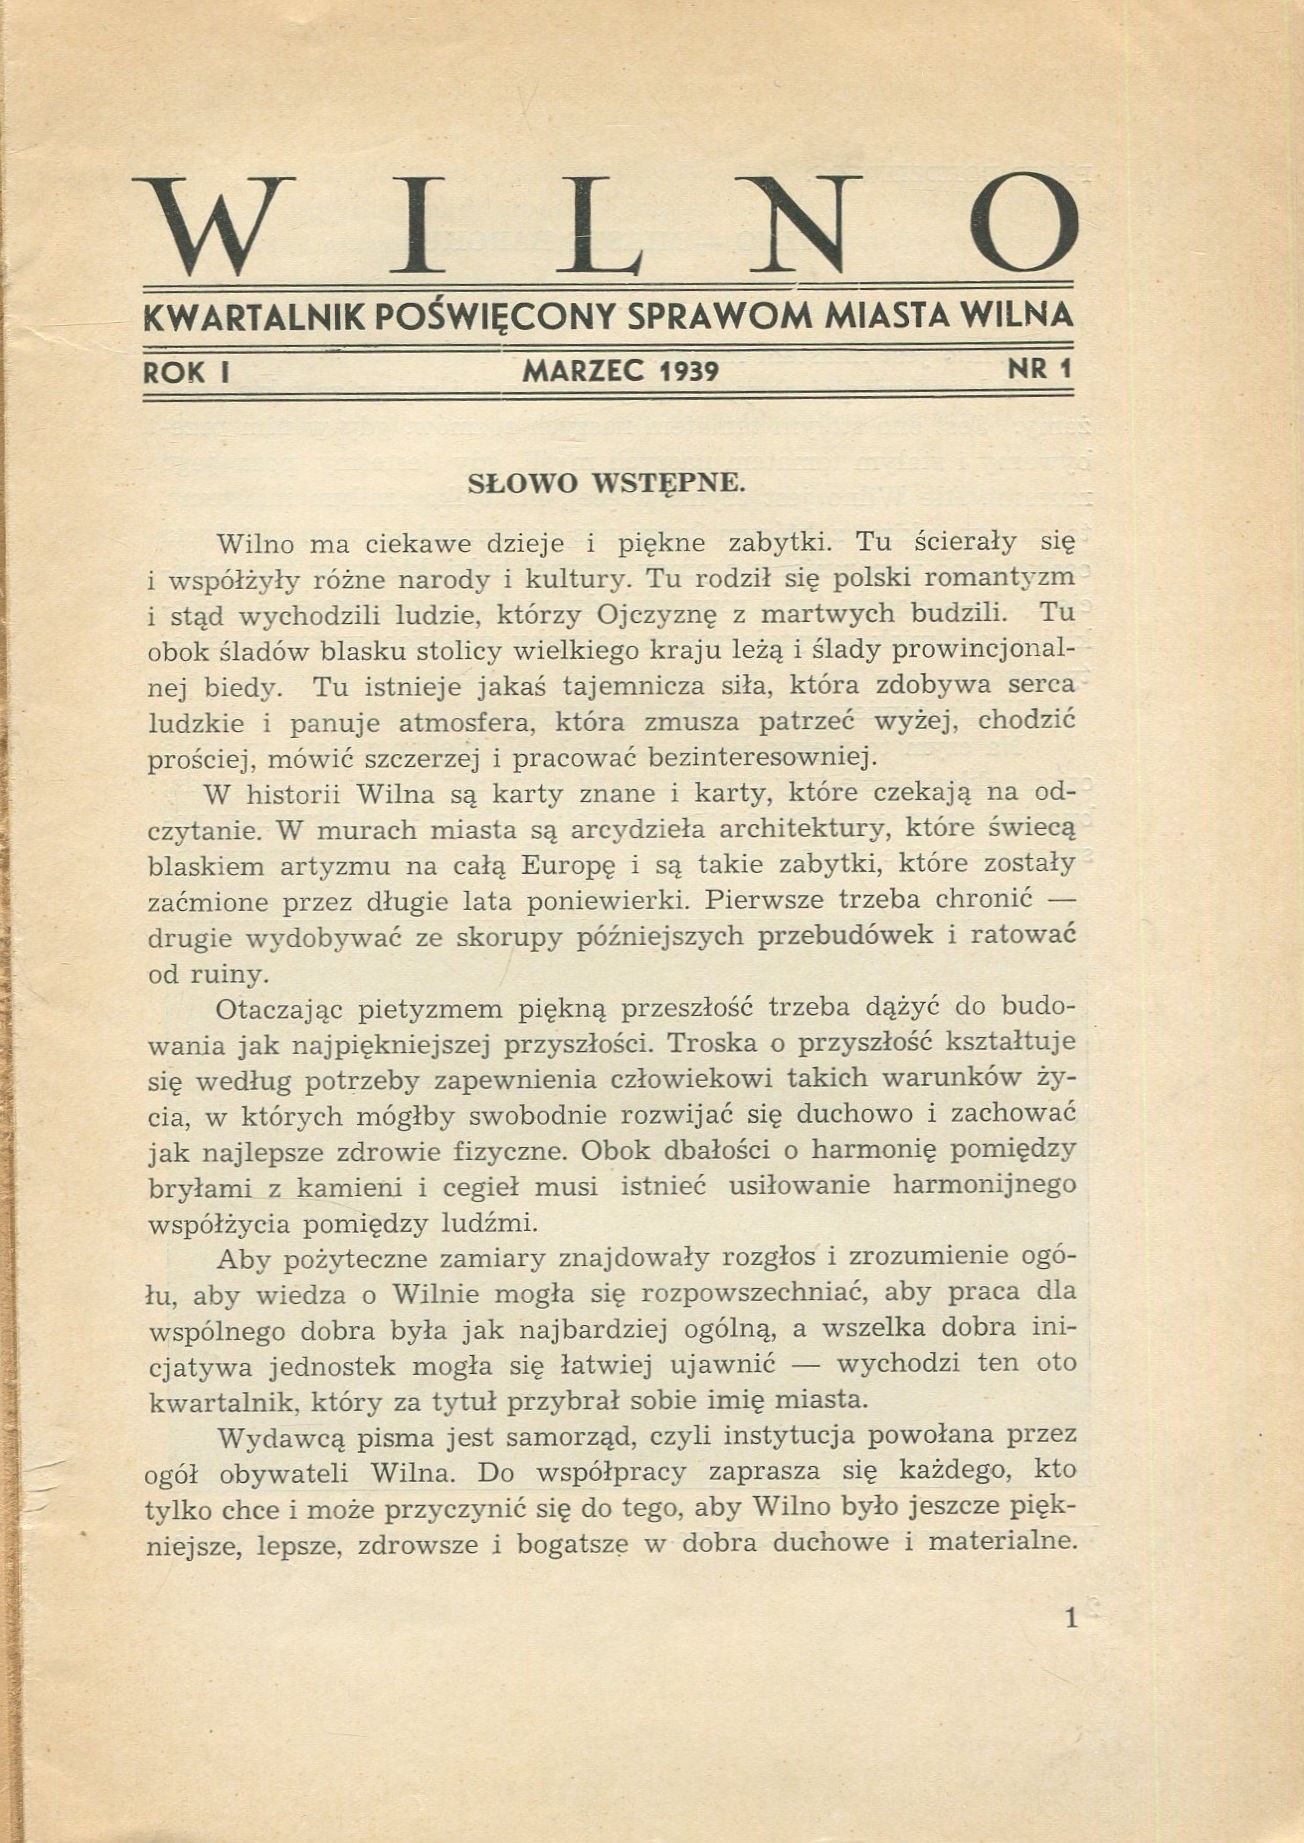 WILNO
KWARTALNIK POŚWIĘCONY SPRAWOM MIASTA WILNA
ROK I MARZEC 1939 NR 1
SŁOWO WSTĘPNE.
Wilno ma ciekawe dzieje i piękne zabytki. Tu ścierały się
i współżyły różne narody i kultury. Tu rodził się polski romantyzm
i stąd wychodzili ludzie, którzy Ojczyznę z martwych budzili. Tu
obok śladów blasku stolicy wielkiego kraju leżą i ślady prowincjonal-
nej biedy. Tu istnieje jakaś tajemnicza siła, która zdobywa serca
ludzkie i panuje atmosfera, która zmusza patrzeć wyżej, chodzić
prościej, mówić szczerzej i pracować bezinteresowniej.
W historii Wilna są karty znane i karty, które czekają na od-
czytanie. W murach miasta są arcydzieła architektury, które świecą
blaskiem artyzmu na całą Europę i są takie zabytki, które zostały
zaćmione przez długie lata poniewierki. Pierwsze trzeba chronić —
drugie wydobywać ze skorupy późniejszych przebudówek i ratować
od ruiny.
Otaczając pietyzmem piękną przeszłość trzeba dążyć do budo-
wania jak najpiękniejszej przyszłości. Troska o przyszłość kształtuje
się według potrzeby zapewnienia człowiekowi takich warunków ży-
cia, w których mógłby swobodnie rozwijać się duchowo i zachować
jak najlepsze zdrowie fizyczne. Obok dbałości o harmonię pomiędzy
bryłami z kamieni i cegieł musi istnieć usiłowanie harmonijnego
współżycia pomiędzy ludźmi.
Aby pożyteczne zamiary znajdowały rozgłos i zrozumienie ogó-
łu, aby wiedza o Wilnie mogła się rozpowszechniać, aby praca dla
wspólnego dobra była jak najbardziej ogólną, a wszelka dobra ini-
cjatywa jednostek mogła się łatwiej ujawnić — wychodzi ten oto
kwartalnik, który za tytuł przybrał sobie imię miasta.
Wydawcą pisma jest samorząd, czyli instytucja powołana przez
ogół obywateli Wilna. Do współpracy zaprasza się każdego, kto
tylko chce i może przyczynić się do tego, aby Wilno było jeszcze pięk-
niejsze, lepsze, zdrowsze i bogatsze w dobra duchowe i materialne.
1